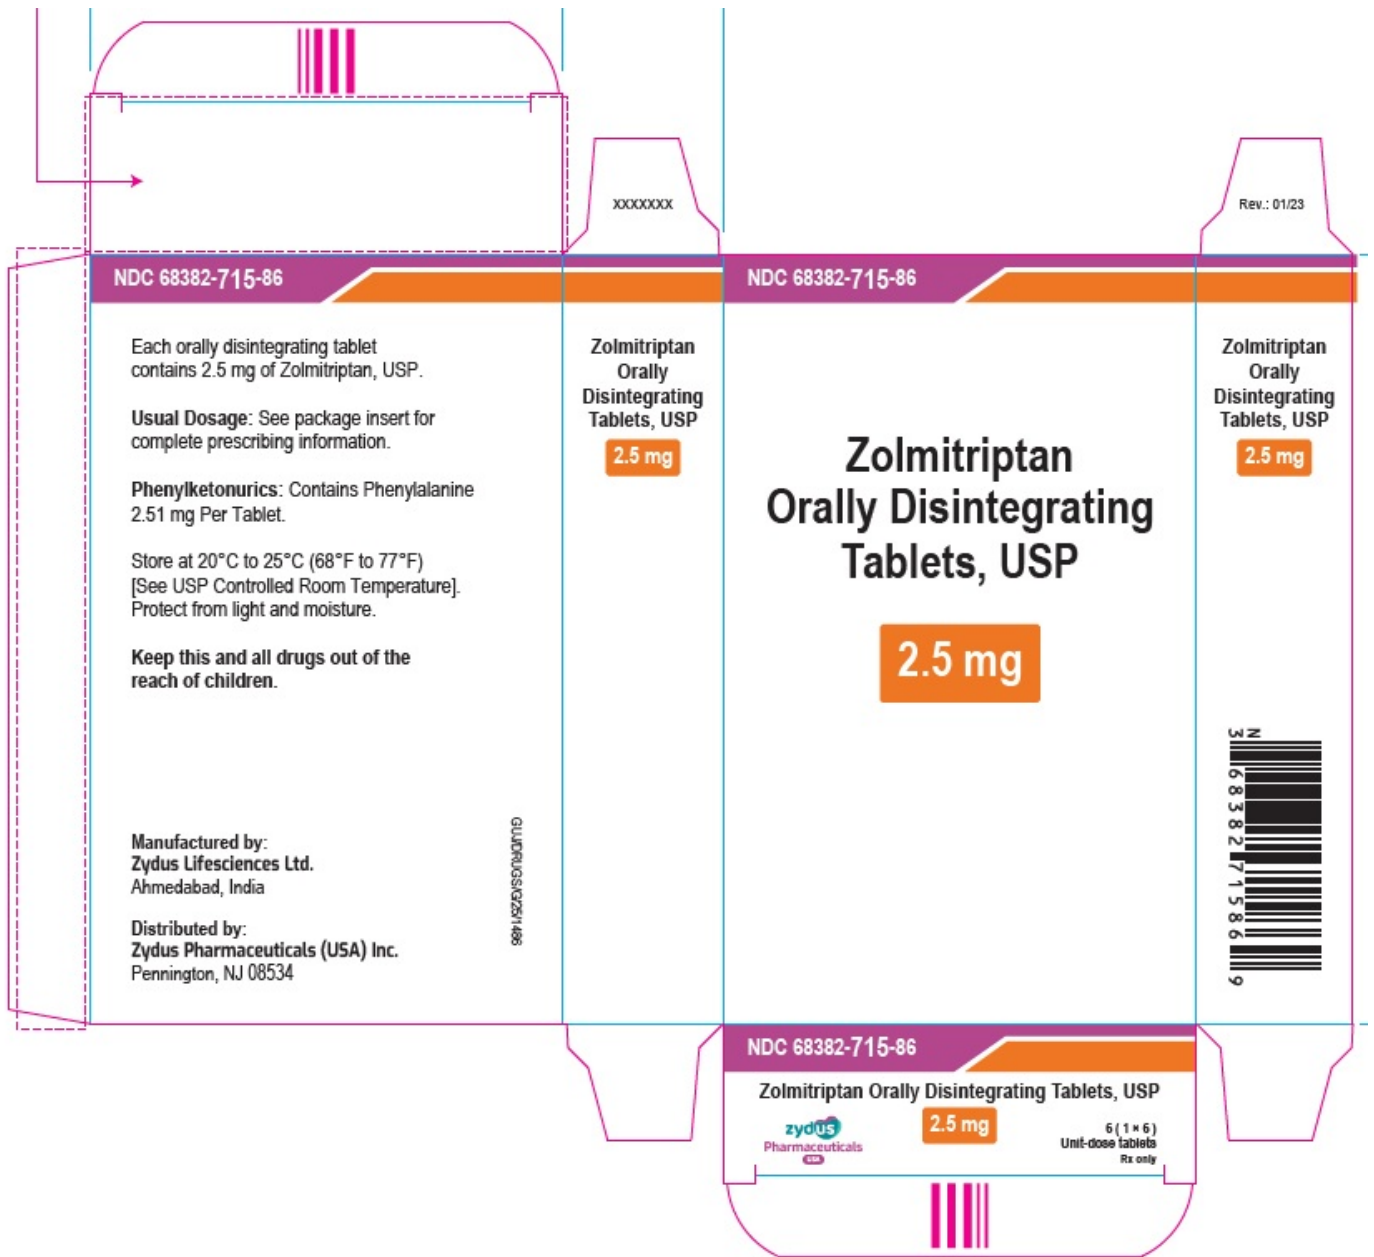 XXXXXXX
Rev.: 01/23
NDC 68382-715-86
Each orally disintegrating tablet
contains 2.5 mg of Zolmitriptan, USP.
Usual Dosage: See package insert for
complete prescribing information.
Phenylketonurics: Contains Phenylalanine
2.51 mg Per Tablet.
Store at 20°C to 25°C (68°F to 77°F)
[See USP Controlled Room Temperature].
Protect from light and moisture.
Keep this and all drugs out of the
reach of children.
Manufactured by:
Zydus Lifesciences Ltd.
Ahmedabad, India
Distributed by:
Zydus Pharmaceuticals (USA) Inc.
Pennington, NJ 08534
GUJ/DRUGS/G/25/1486
Zolmitriptan
Orally
Disintegrating
Tablets, USP
2.5 mg
NDC 68382-715-86
Zolmitriptan
Orally Disintegrating
Tablets, USP
2.5 mg
Zolmitriptan
Orally
Disintegrating
Tablets, USP
2.5 mg
N
3 68382 71586 9
NDC 68382-715-86
Zolmitriptan Orally Disintegrating Tablets, USP
2.5 mg
zydus
Pharmaceuticals
USA
6 ( 1 × 6 )
Unit-dose tablets
Rx only